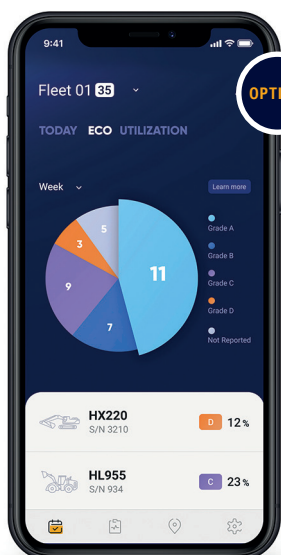 9:41
Fleet 01 35
TODAY ECO UTILIZATION
Week
Learn more
Grade A
Grade B
Grade C
Grade D
Not Reported
5
3
11
9
7
HX220
S/N 3210
D 12%
HL955
S/N 934
C 23%